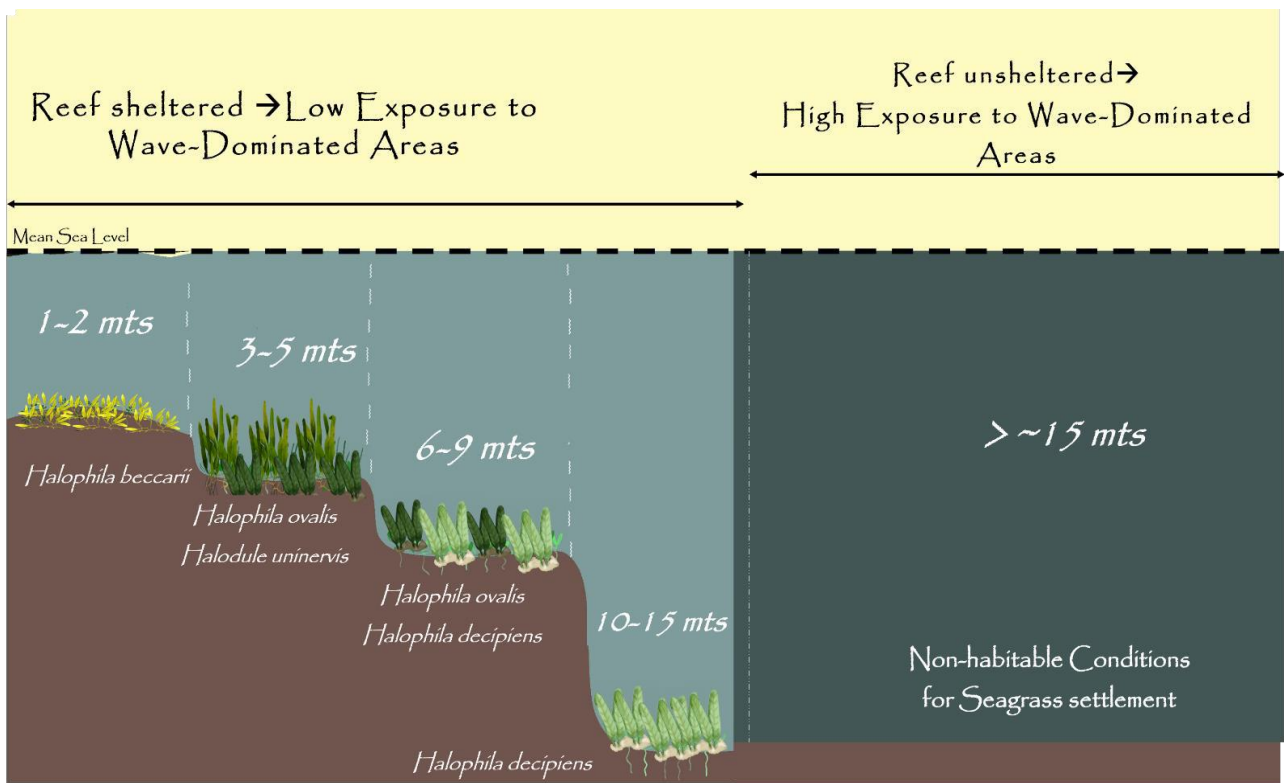 Reef sheltered →Low Exposure to
Wave-Dominated Areas
Reef unsheltered→
High Exposure to Wave-Dominated
Areas
Mean Sea Level
1-2 mts
3-5 mts
6-9 mts
10-15 mts
> ~15 mts
Halophila beccarii
Halophila ovalis
Halodule uninervis
Halophila ovalis
Halophila decipiens
Halophila decipiens
Non-habitable Conditions
for Seagrass settlement